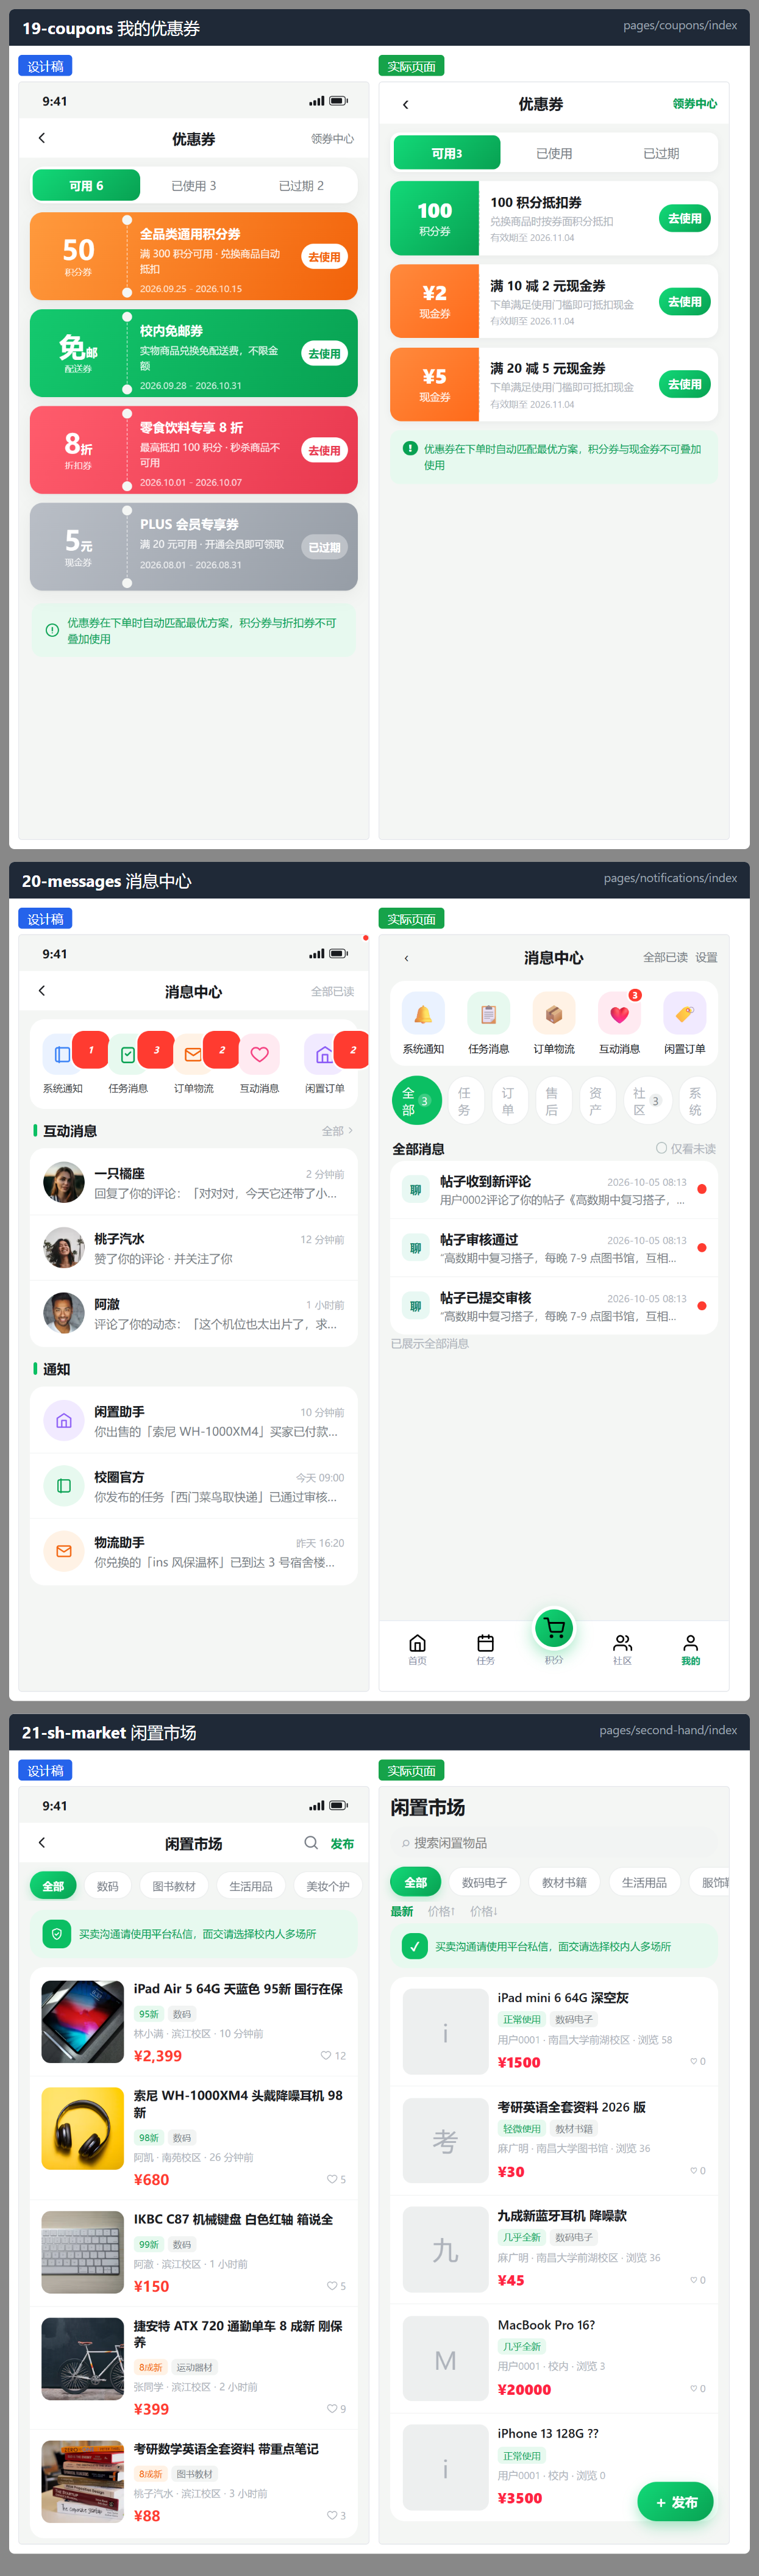 19-coupons 我的优惠券
pages/coupons/index
设计稿
9:41
优惠券
领券中心
可用 6
已使用 3
已过期 2
50
积分券
全品类通用积分券
满 300 积分可用 · 兑换商品自动
抵扣
2026.09.25 - 2026.10.15
去使用
免邮
配送券
校内免邮券
实物商品兑换免配送费，不限金
额
2026.09.28 - 2026.10.31
去使用
8折
折扣券
零食饮料专享 8 折
最高抵扣 100 积分 · 秒杀商品不
可用
2026.10.01 - 2026.10.07
去使用
5元
现金券
PLUS 会员专享券
满 20 元可用 · 开通会员即可领取
2026.08.01 - 2026.08.31
已过期
优惠券在下单时自动匹配最优方案，积分券与折扣券不可
叠加使用
实际页面
优惠券
领券中心
可用3
已使用
已过期
100
积分券
100 积分抵扣券
兑换商品时按券面积分抵扣
有效期至 2026.11.04
去使用
¥2
现金券
满 10 减 2 元现金券
下单满足使用门槛即可抵扣现金
有效期至 2026.11.04
去使用
¥5
现金券
满 20 减 5 元现金券
下单满足使用门槛即可抵扣现金
有效期至 2026.11.04
去使用
优惠券在下单时自动匹配最优方案，积分券与现金券不可叠加
使用
20-messages 消息中心
pages/notifications/index
设计稿
9:41
消息中心
全部已读
1
3
2
2
系统通知
任务消息
订单物流
互动消息
闲置订单
互动消息
全部
一只橘座
2 分钟前
回复了你的评论：「对对对，今天它还带了小...
桃子汽水
12 分钟前
赞了你的评论 · 并关注了你
阿澈
1 小时前
评论了你的动态：「这个机位也太出片了，求...
通知
闲置助手
10 分钟前
你出售的「索尼 WH-1000XM4」买家已付款...
校圈官方
今天 09:00
你发布的任务「西门菜鸟取快递」已通过审核...
物流助手
昨天 16:20
你兑换的「ins 风保温杯」已到达 3 号宿舍楼...
实际页面
消息中心
全部已读
设置
3
系统通知
任务消息
订单物流
互动消息
闲置订单
全部
3
任务
订单
售后
资产
社区
3
系统
全部消息
仅看未读
聊
帖子收到新评论
2026-10-05 08:13
用户0002评论了你的帖子《高数期中复习搭子，...
聊
帖子审核通过
2026-10-05 08:13
“高数期中复习搭子，每晚 7-9 点图书馆，互相...
聊
帖子已提交审核
2026-10-05 08:13
“高数期中复习搭子，每晚 7-9 点图书馆，互相...
已展示全部消息
首页
任务
积分
社区
我的
21-sh-market 闲置市场
pages/second-hand/index
设计稿
9:41
闲置市场
发布
全部
数码
图书教材
生活用品
美妆个护
买卖沟通请使用平台私信，面交请选择校内人多场所
iPad Air 5 64G 天蓝色 95新 国行在保
95新
数码
林小满 · 滨江校区 · 10 分钟前
¥2,399
12
索尼 WH-1000XM4 头戴降噪耳机 98
新
98新
数码
阿凯 · 南苑校区 · 26 分钟前
¥680
5
IKBC C87 机械键盘 白色红轴 箱说全
99新
数码
阿澈 · 滨江校区 · 1 小时前
¥150
5
捷安特 ATX 720 通勤单车 8 成新 刚保
养
8成新
运动器材
张同学 · 滨江校区 · 2 小时前
¥399
9
考研数学英语全套资料 带重点笔记
8成新
图书教材
桃子汽水 · 滨江校区 · 3 小时前
¥88
3
实际页面
闲置市场
搜索闲置物品
全部
数码电子
教材书籍
生活用品
最新
价格↑
价格↓
买卖沟通请使用平台私信，面交请选择校内人多场所
i
iPad mini 6 64G 深空灰
正常使用
数码电子
用户0001 · 南昌大学前湖校区 · 浏览 58
¥1500
0
考
考研英语全套资料 2026 版
轻微使用
教材书籍
麻广明 · 南昌大学图书馆 · 浏览 36
¥30
0
九
九成新蓝牙耳机 降噪款
几乎全新
数码电子
麻广明 · 南昌大学前湖校区 · 浏览 36
¥45
0
M
MacBook Pro 16?
几乎全新
用户0001 · 校内 · 浏览 3
¥20000
0
i
iPhone 13 128G ??
正常使用
用户0001 · 校内 · 浏览 0
¥3500
+ 发布